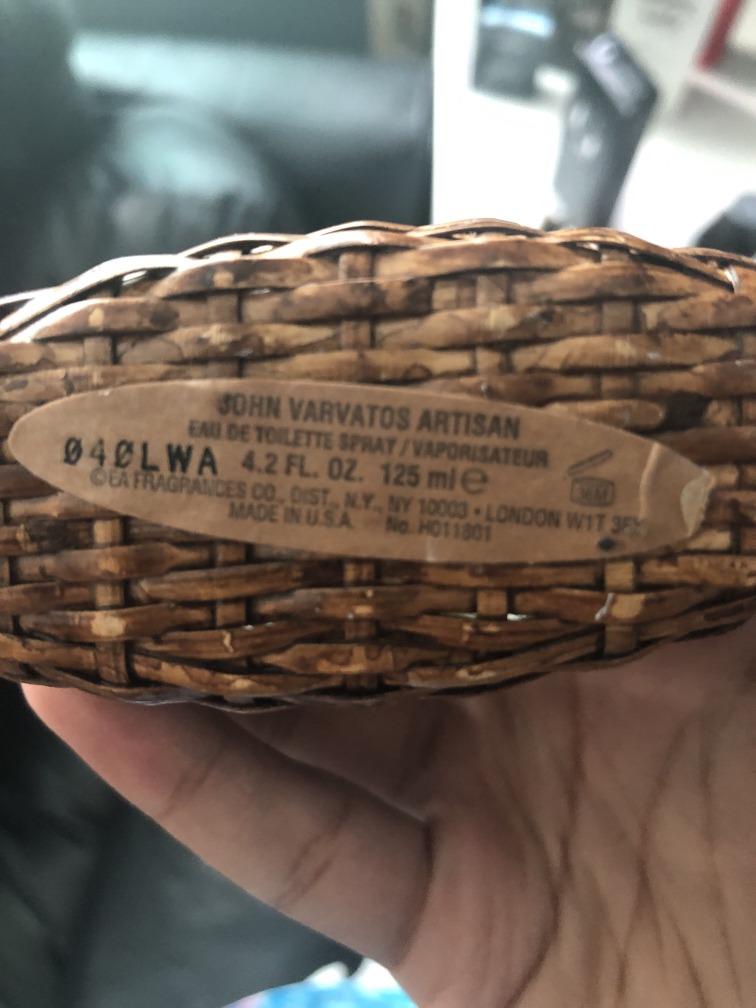 JOHN VARVATOS ARTISAN
EAU DE TOILETTE SPRAY / VAPORISATEUR
Ø4ØLWA 4.2 FL. OZ. 125 ml ℮
©EA FRAGRANCES CO., DIST., N.Y., NY 10003 • LONDON W1T
MADE IN U.S.A. No. H011801
36M